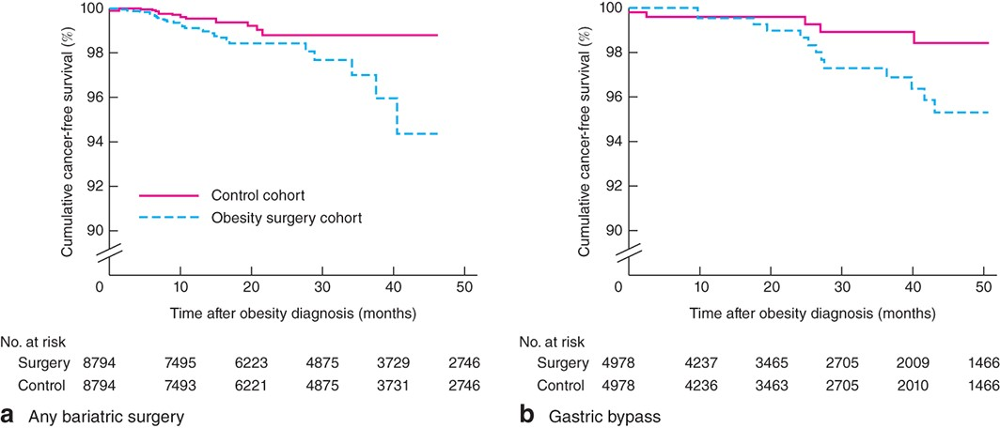 Cumulative cancer-free survival (%)
100
98
96
94
92
90
Control cohort
Obesity surgery cohort
0 10 20 30 40 50
Time after obesity diagnosis (months)
No. at risk
Surgery 8794 7495 6223 4875 3729 2746
Control 8794 7493 6221 4875 3731 2746
a Any bariatric surgery
Cumulative cancer-free survival (%)
100
98
96
94
92
90
0 10 20 30 40 50
Time after obesity diagnosis (months)
No. at risk
Surgery 4978 4237 3465 2705 2009 1466
Control 4978 4236 3463 2705 2010 1466
b Gastric bypass